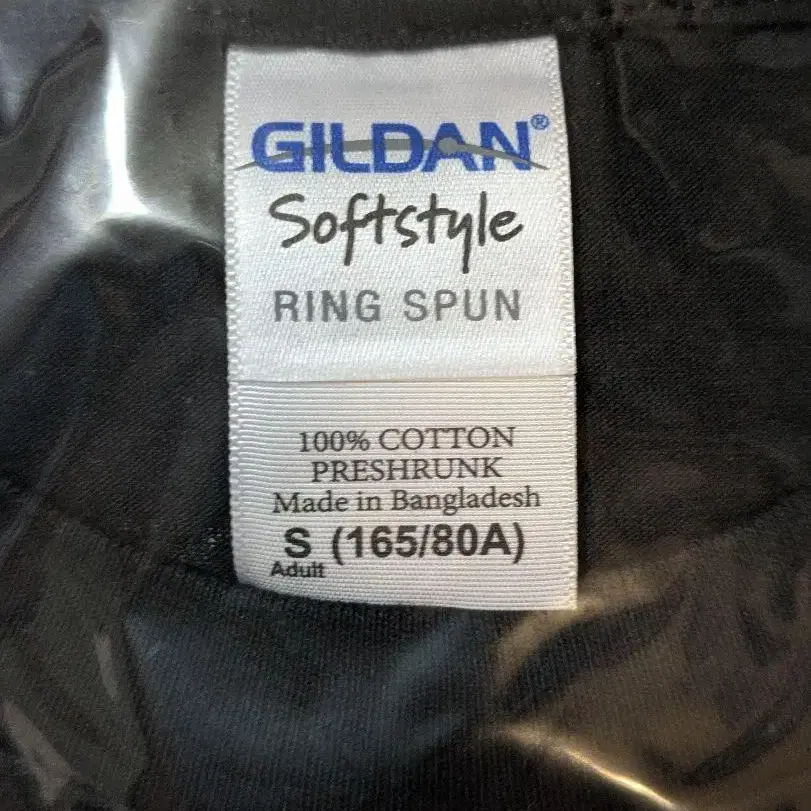 GILDAN®
Softstyle
RING SPUN
100% COTTON
PRESHRUNK
Made in Bangladesh
S (165/80A)
Adult